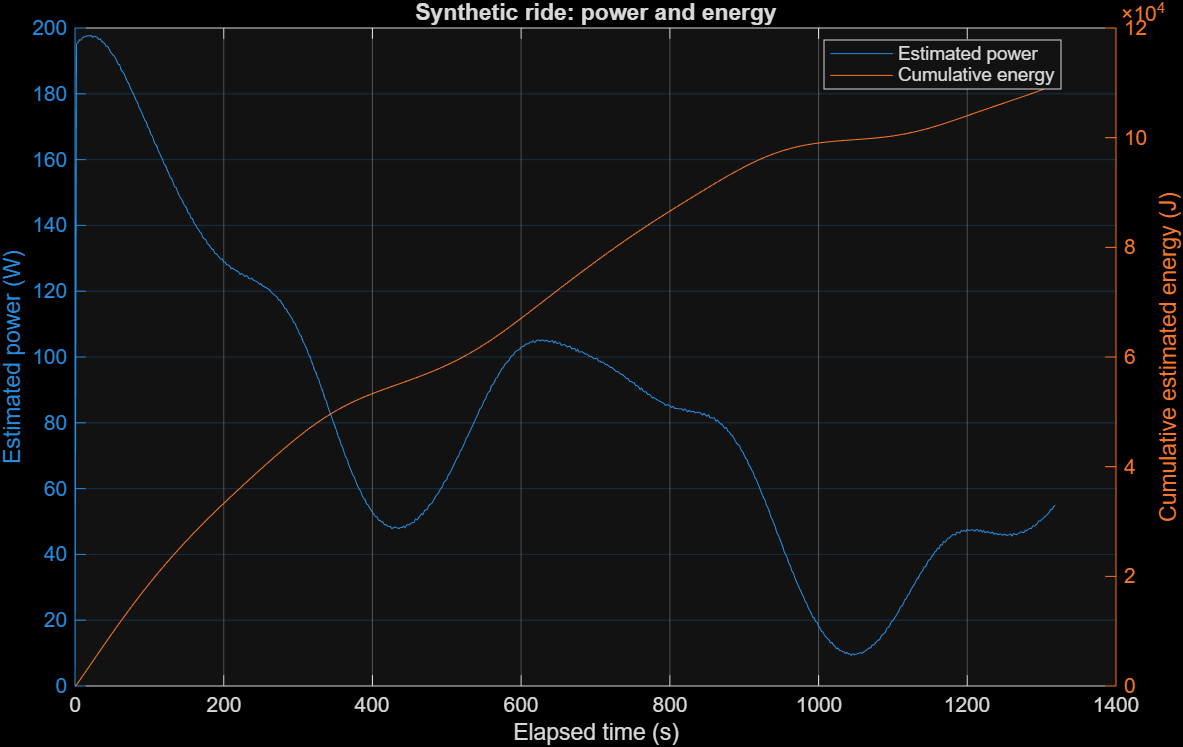 Synthetic ride: power and energy
×10⁴
Estimated power
Cumulative energy
200
180
160
140
120
100
80
60
40
20
0
Estimated power (W)
12
10
8
6
4
2
0
Cumulative estimated energy (J)
0 200 400 600 800 1000 1200 1400
Elapsed time (s)